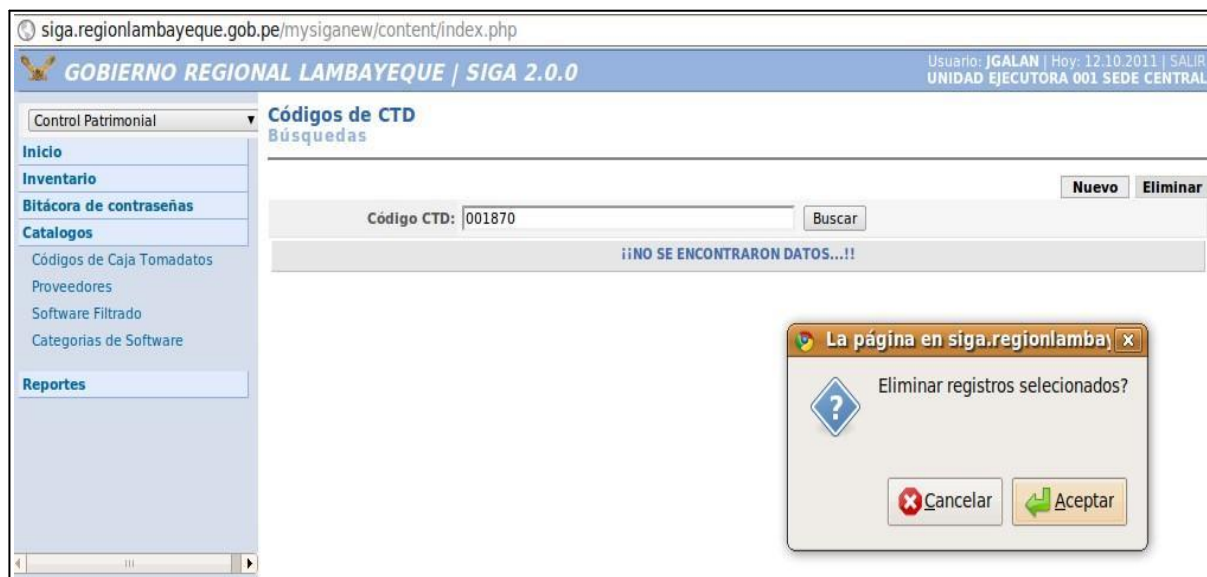 siga.regionlambayeque.gob.pe/mysiganew/content/index.php
GOBIERNO REGIONAL LAMBAYEQUE | SIGA 2.0.0
Usuario: JGALAN | Hoy: 12.10.2011 | SALIR
UNIDAD EJECUTORA 001 SEDE CENTRAL
Control Patrimonial
Inicio
Inventario
Bitácora de contraseñas
Catalogos
Códigos de Caja Tomadatos
Proveedores
Software Filtrado
Categorias de Software
Reportes
Códigos de CTD
Búsquedas
Nuevo Eliminar
Código CTD: 001870 Buscar
¡¡NO SE ENCONTRARON DATOS...!!
La página en siga.regionlambay
Eliminar registros selecionados?
Cancelar Aceptar